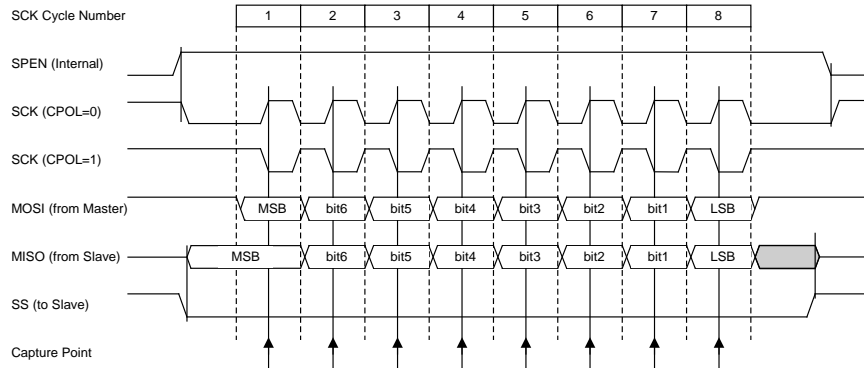 SCK Cycle Number 1 2 3 4 5 6 7 8
SPEN (Internal)
SCK (CPOL=0)
SCK (CPOL=1)
MOSI (from Master) MSB bit6 bit5 bit4 bit3 bit2 bit1 LSB
MISO (from Slave) MSB bit6 bit5 bit4 bit3 bit2 bit1 LSB
SS (to Slave)
Capture Point